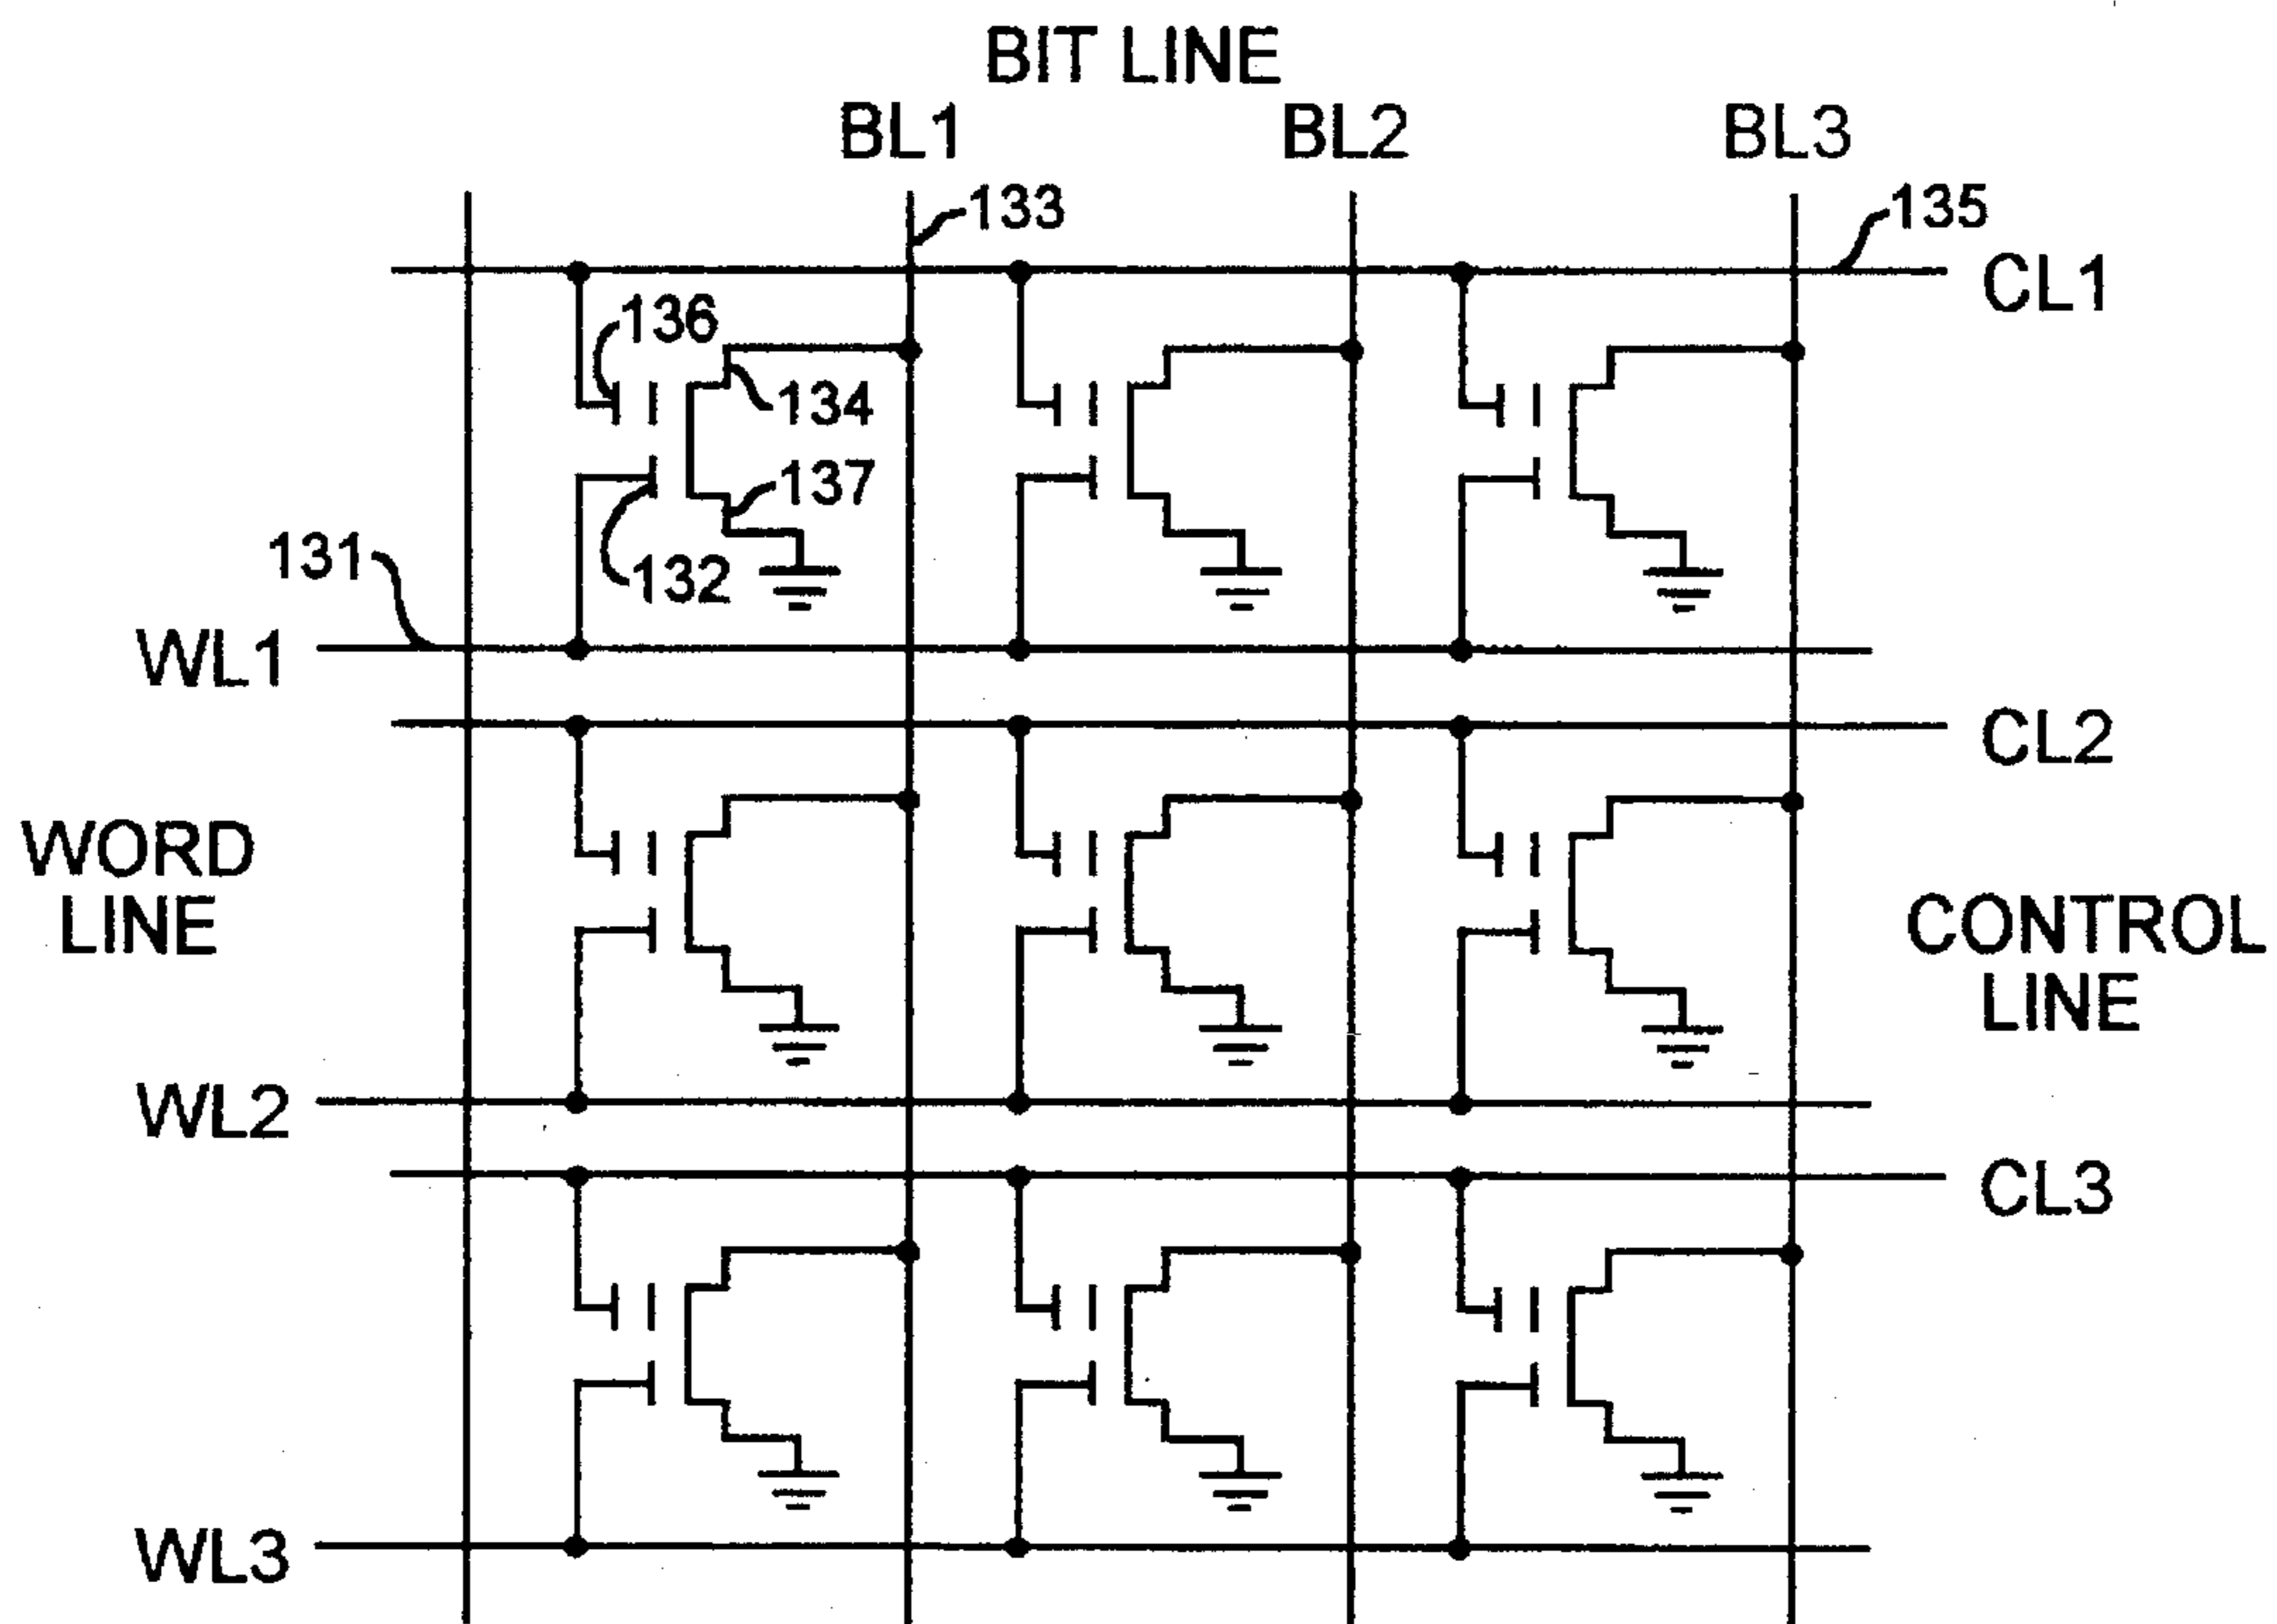 BIT LINE
BL1 BL2 BL3
133 135
CL1
136
134
137
131 132
WL1
CL2
WORD
LINE
CONTROL
LINE
WL2
CL3
WL3